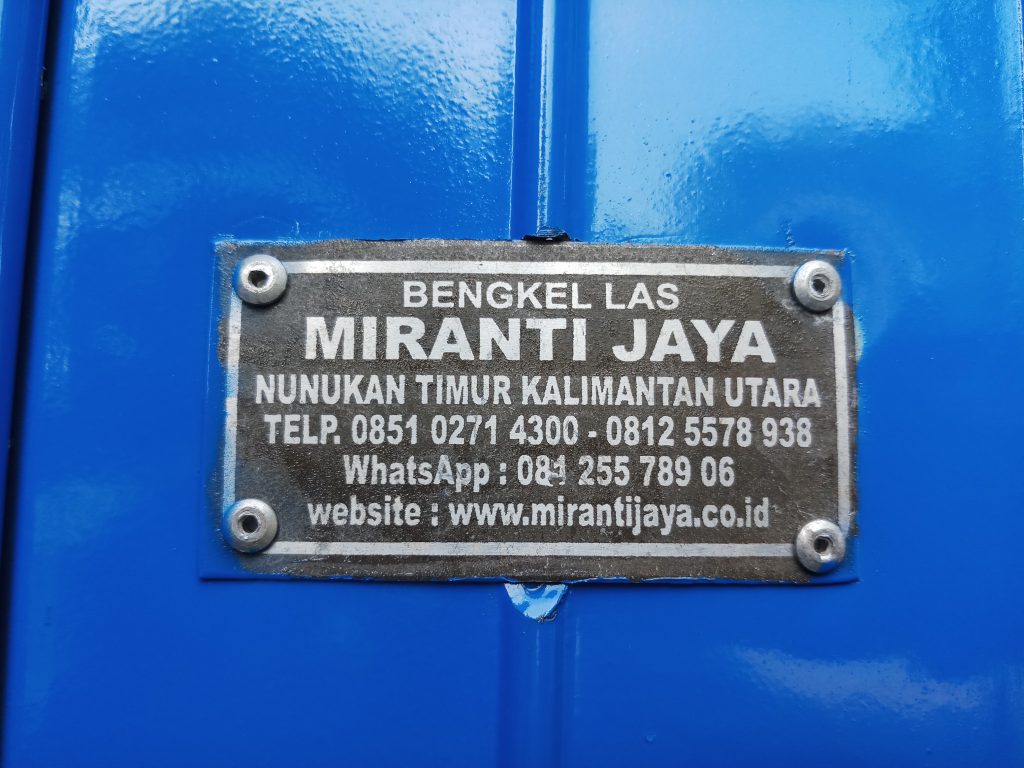 BENGKEL LAS
MIRANTI JAYA
NUNUKAN TIMUR KALIMANTAN UTARA
TELP. 0851 0271 4300 - 0812 5578 938
WhatsApp : 081 255 789 06
website : www.mirantijaya.co.id